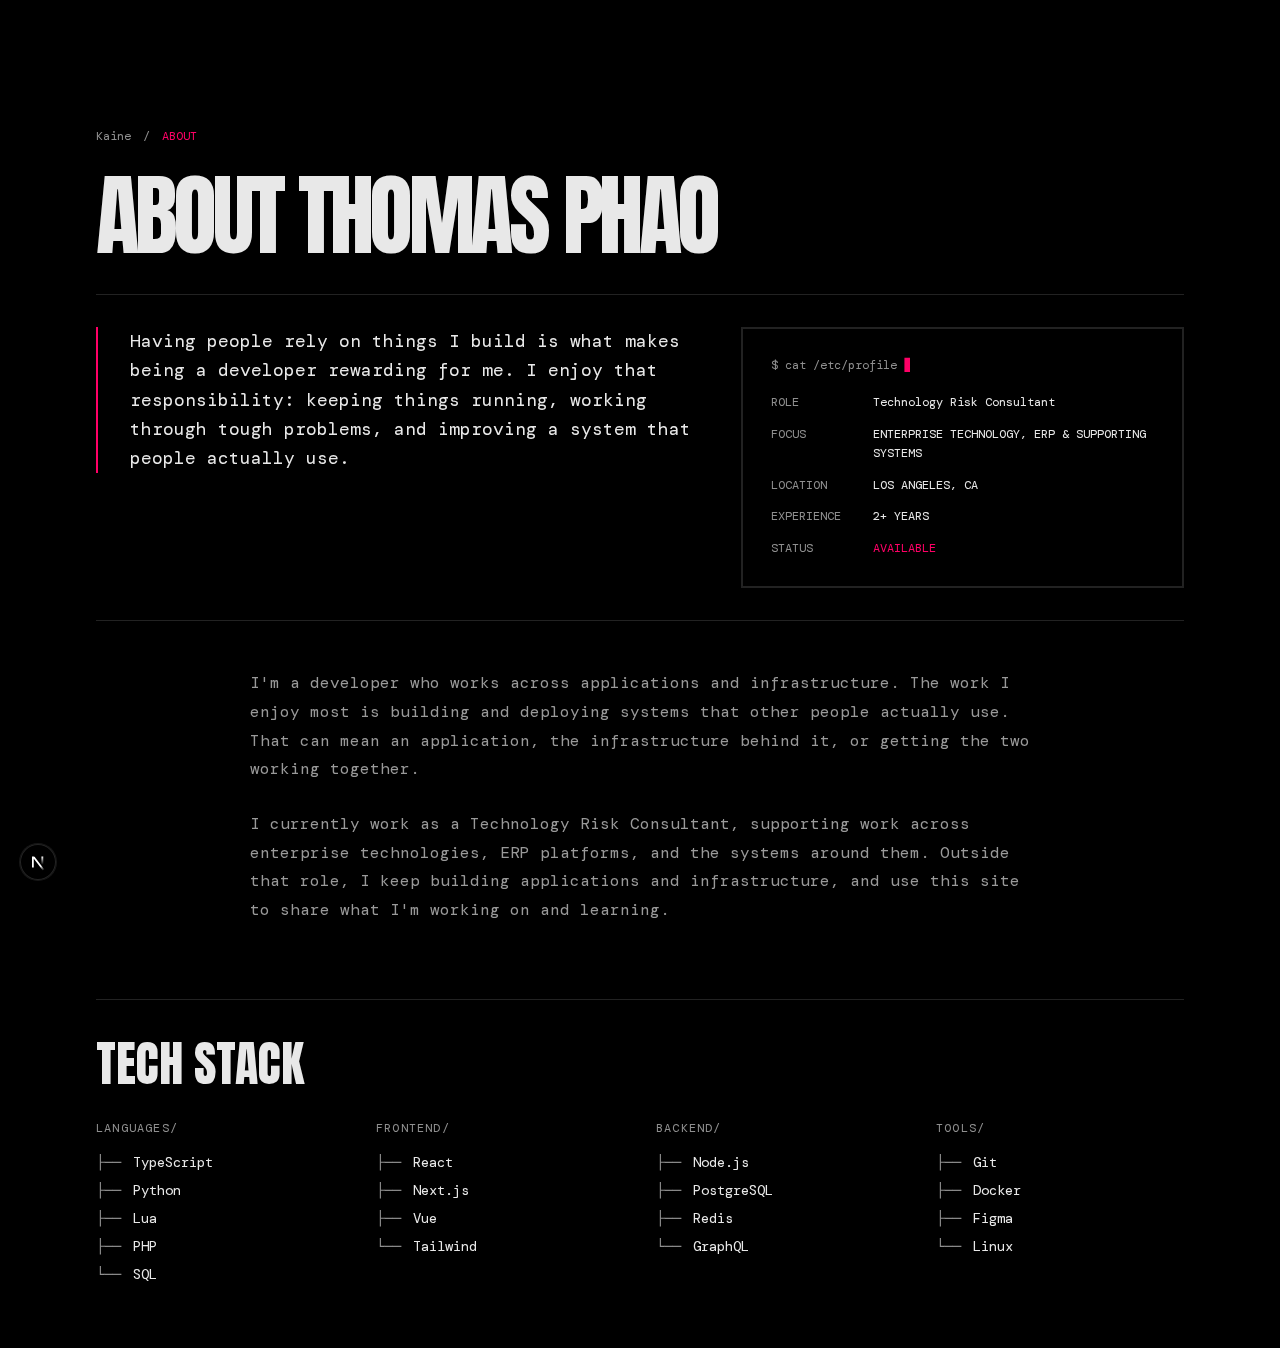 Kaine / ABOUT
ABOUT THOMAS PHAO
Having people rely on things I build is what makes
being a developer rewarding for me. I enjoy that
responsibility: keeping things running, working
through tough problems, and improving a system that
people actually use.
$ cat /etc/profile
ROLE Technology Risk Consultant
FOCUS ENTERPRISE TECHNOLOGY, ERP & SUPPORTING
SYSTEMS
LOCATION LOS ANGELES, CA
EXPERIENCE 2+ YEARS
STATUS AVAILABLE
I'm a developer who works across applications and infrastructure. The work I
enjoy most is building and deploying systems that other people actually use.
That can mean an application, the infrastructure behind it, or getting the two
working together.
I currently work as a Technology Risk Consultant, supporting work across
enterprise technologies, ERP platforms, and the systems around them. Outside
that role, I keep building applications and infrastructure, and use this site
to share what I'm working on and learning.
N
TECH STACK
LANGUAGES/
├── TypeScript
├── Python
├── Lua
├── PHP
└── SQL
FRONTEND/
├── React
├── Next.js
├── Vue
└── Tailwind
BACKEND/
├── Node.js
├── PostgreSQL
├── Redis
└── GraphQL
TOOLS/
├── Git
├── Docker
├── Figma
└── Linux